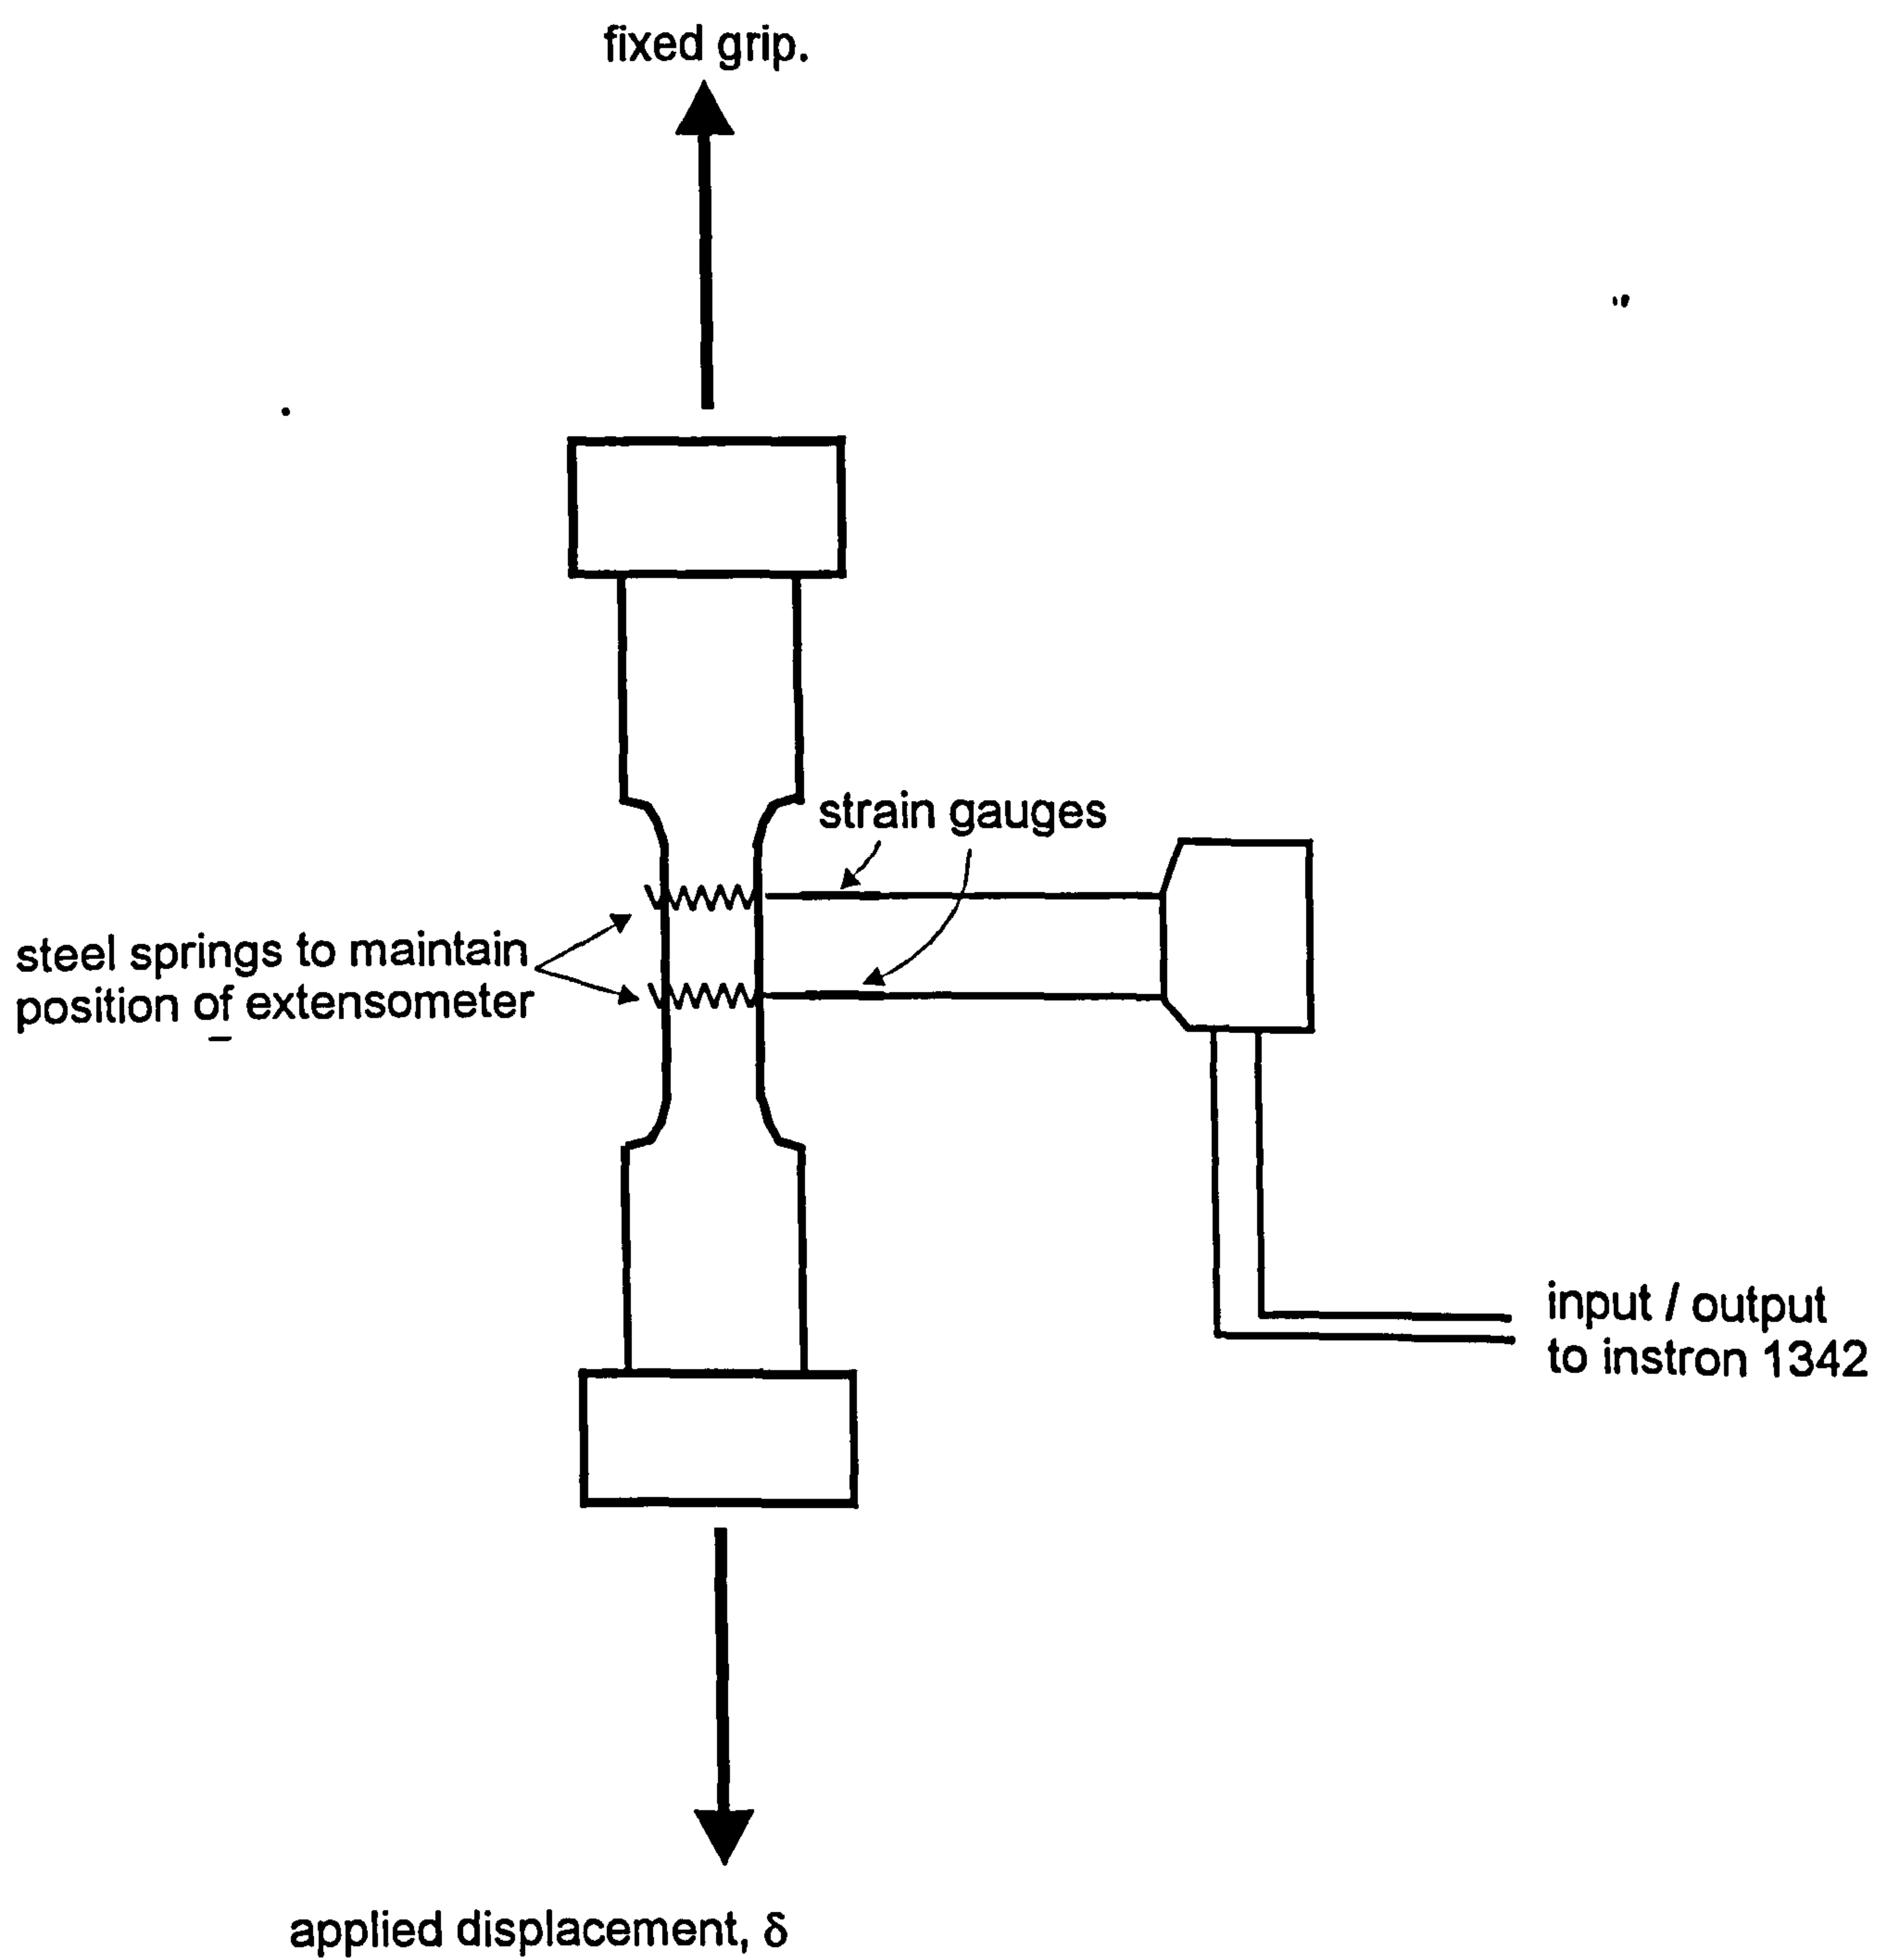 fixed grip.
strain gauges
steel springs to maintain
position of extensometer
input / output
to instron 1342
applied displacement, δ